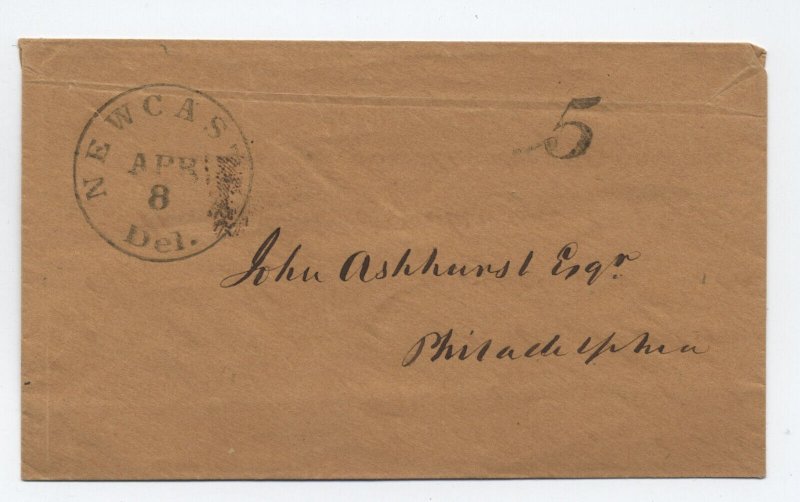 NEWCAS
APR
8
Del.
5
John Ashhurst Esqr.
Philadelphia